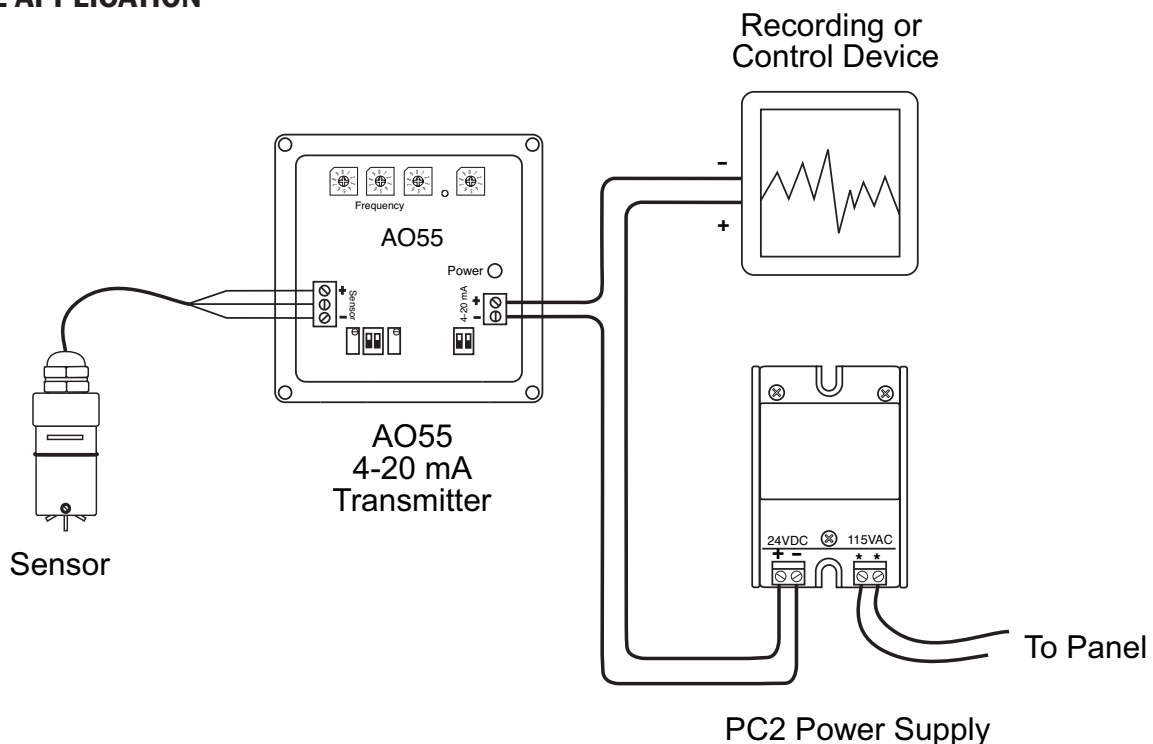 APPLICATION
Recording or
Control Device
-
+
Frequency
AO55
Power
+
Sensor
-
4-20 mA
+
-
AO55
4-20 mA
Transmitter
Sensor
24VDC
115VAC
+ -
* *
To Panel
PC2 Power Supply